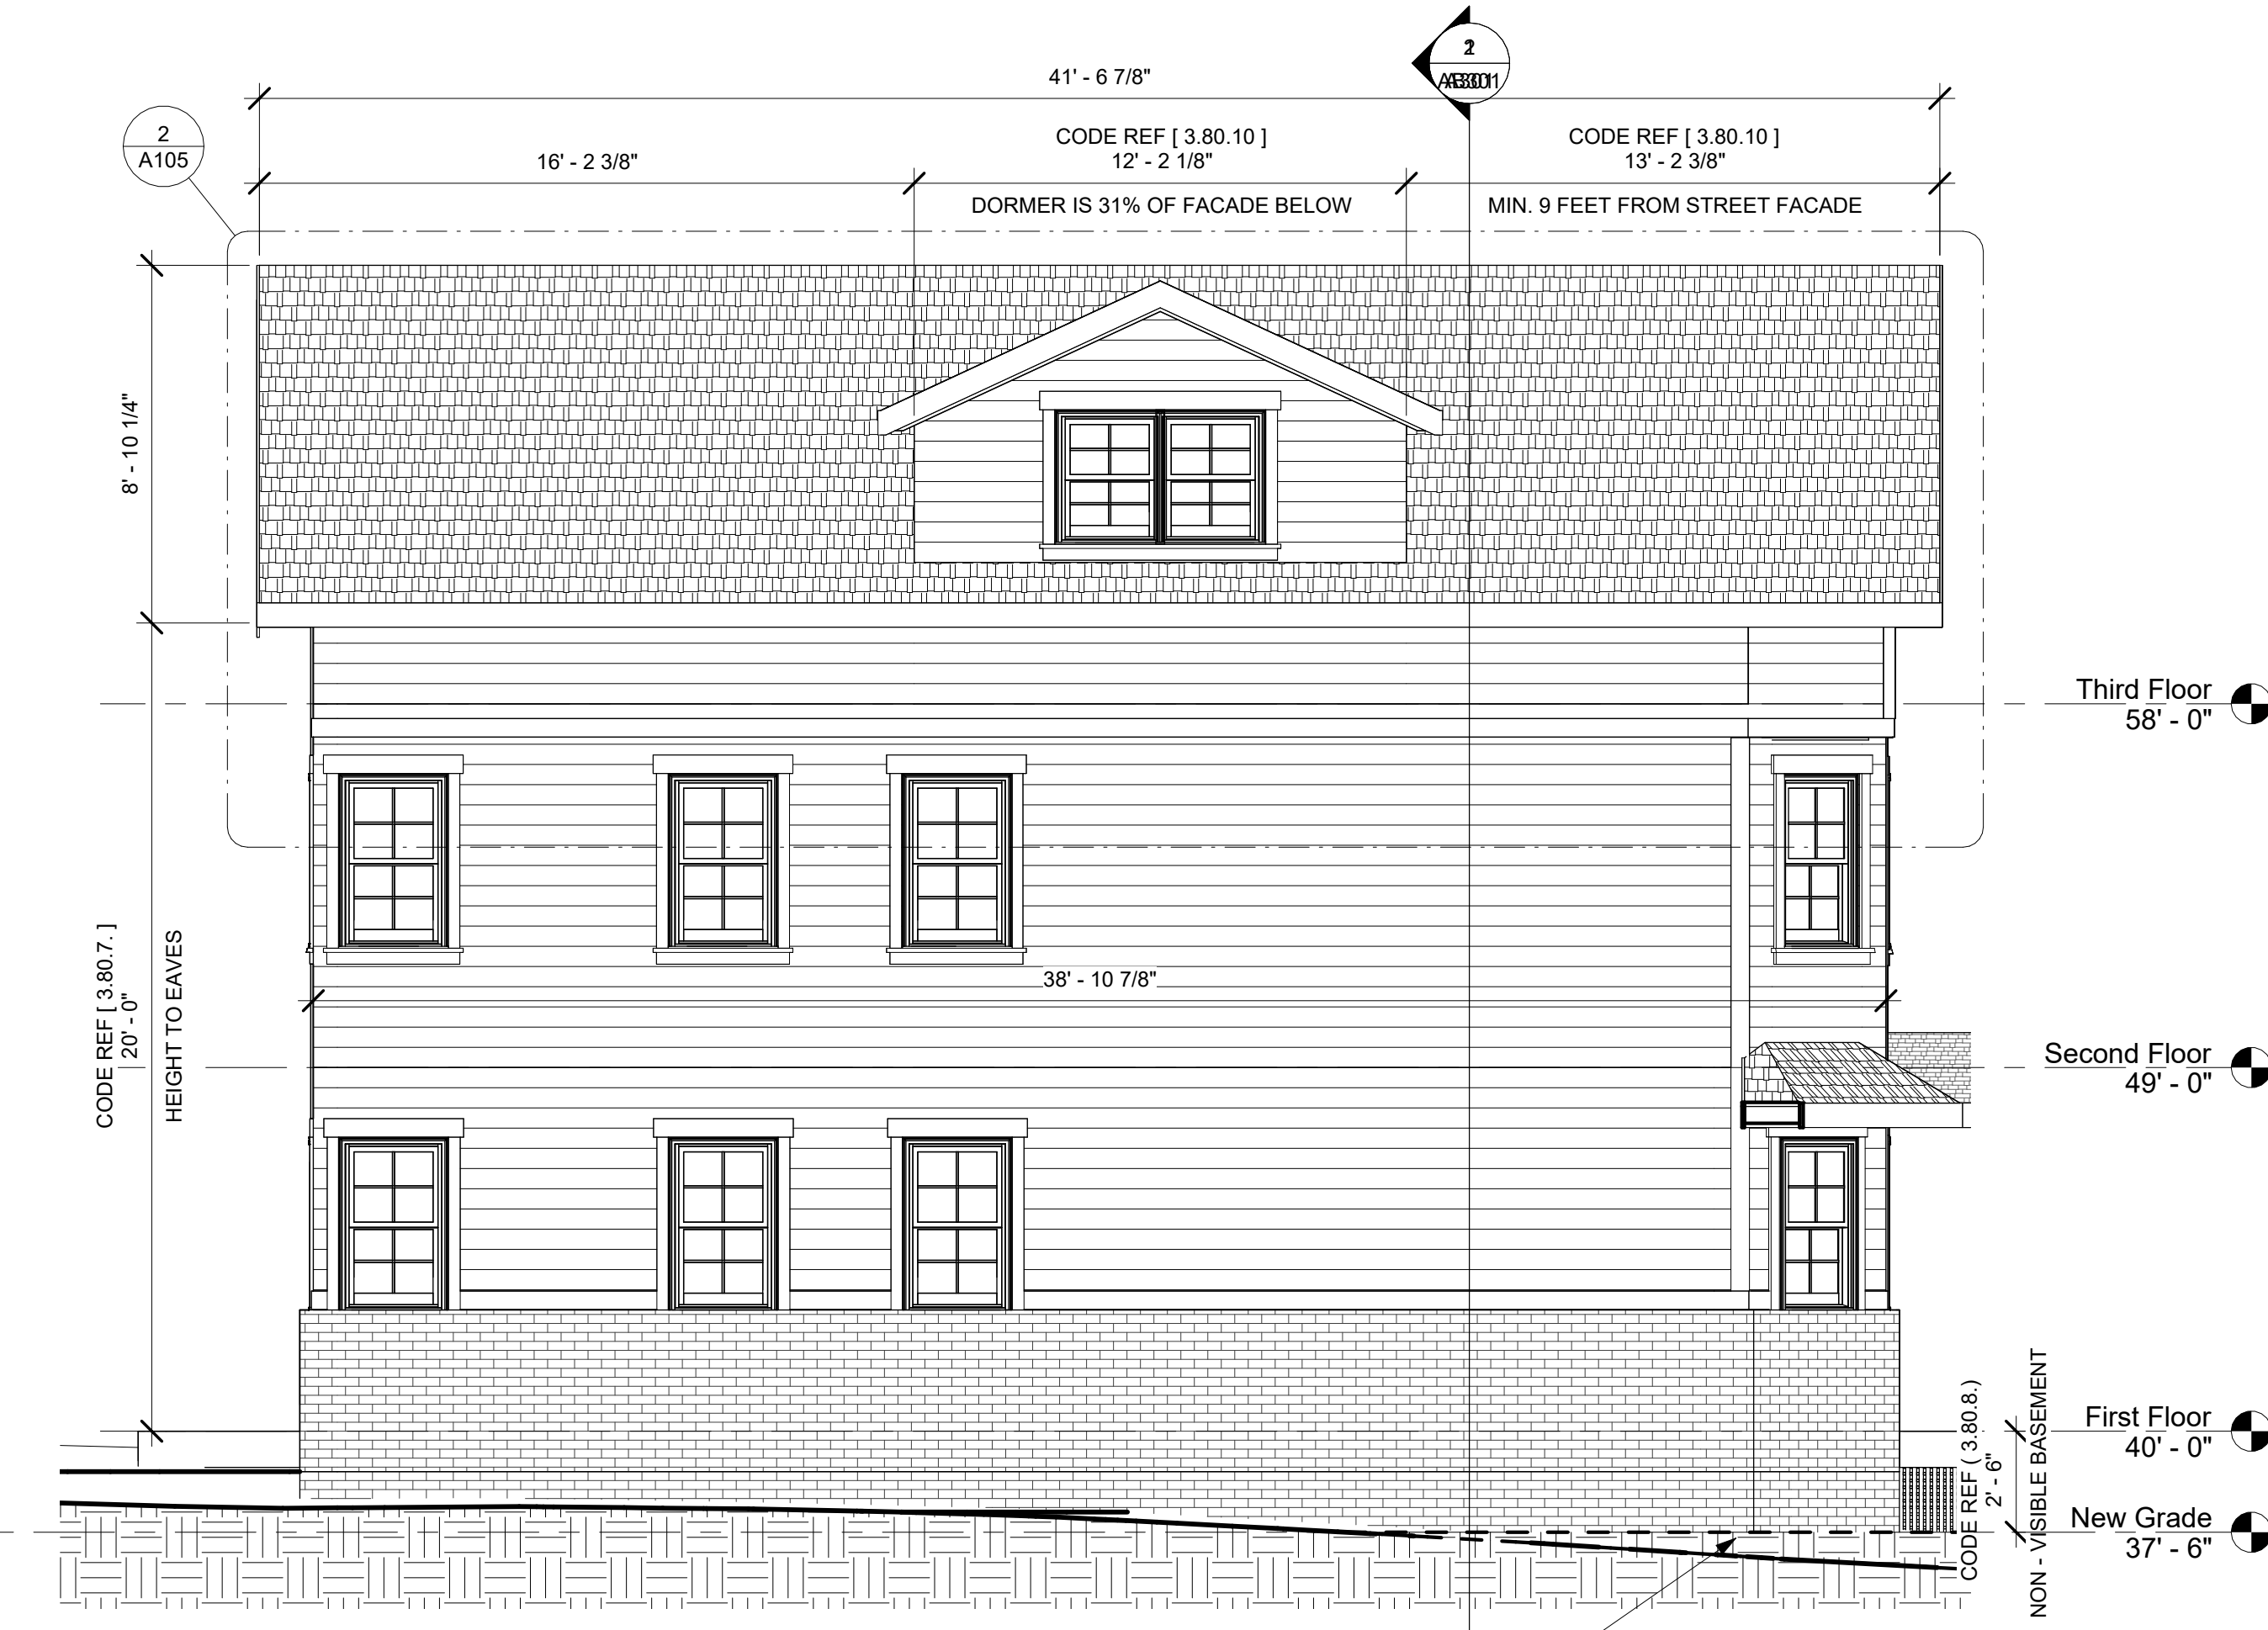 41' - 6 7/8"
2
A105
16' - 2 3/8"
CODE REF [ 3.80.10 ]
12' - 2 1/8"
DORMER IS 31% OF FACADE BELOW
CODE REF [ 3.80.10 ]
13' - 2 3/8"
MIN. 9 FEET FROM STREET FACADE
8' - 10 1/4"
Third Floor
58' - 0"
CODE REF [ 3.80.7. ]
20' - 0"
HEIGHT TO EAVES
38' - 10 7/8"
Second Floor
49' - 0"
First Floor
40' - 0"
CODE REF ( 3.80.8.)
2' - 6"
NON - VISIBLE BASEMENT
New Grade
37' - 6"